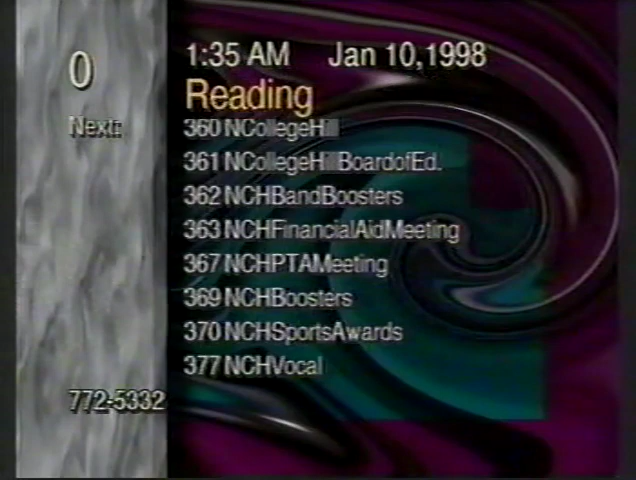 0
Next:
772-5332
1:35 AM Jan 10,1998
Reading
360 NCollegeHill
361 NCollegeHillBoardofEd.
362 NCHBandBoosters
363 NCHFinancialAidMeeting
367 NCHPTAMeeting
369 NCHBoosters
370 NCHSportsAwards
377 NCHVocal